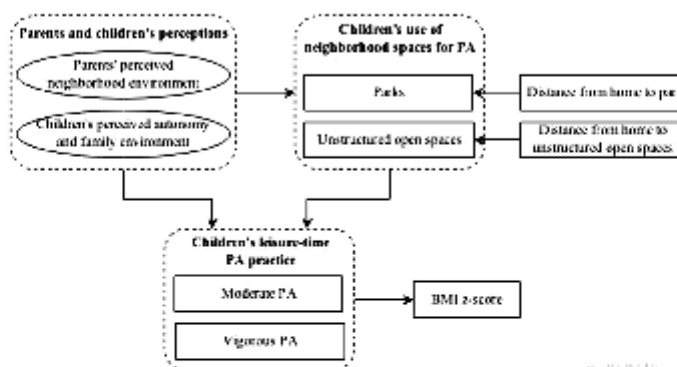 Parents and children's perceptions
Parents' perceived
neighborhood environment
Children's perceived autonomy
and family environment
Children's use of
neighborhood spaces for PA
Parks
Unstructured open spaces
Distance from home to park
Distance from home to
unstructured open spaces
Children's leisure-time
PA practice
Moderate PA
Vigorous PA
BMI z-score